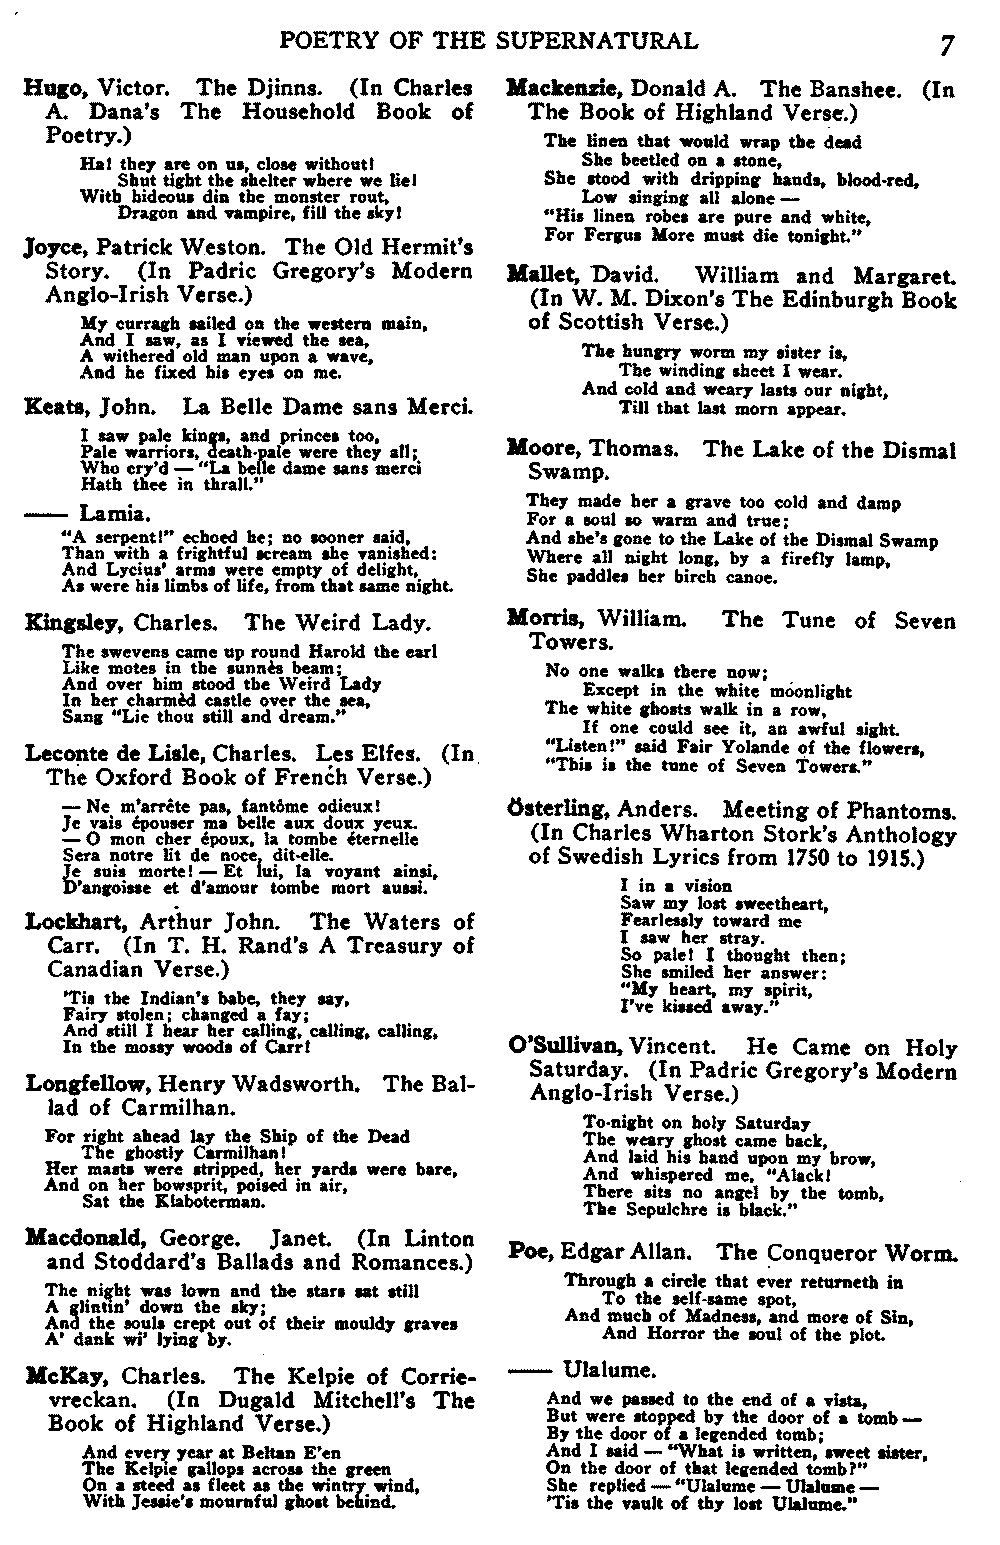 POETRY OF THE SUPERNATURAL 7
Hugo, Victor. The Djinns. (In Charles
A. Dana's The Household Book of
Poetry.)
Ha! they are on us, close without!
Shut tight the shelter where we lie!
With hideous din the monster rout,
Dragon and vampire, fill the sky!
Joyce, Patrick Weston. The Old Hermit's
Story. (In Padric Gregory's Modern
Anglo-Irish Verse.)
My curragh sailed on the western main,
And I saw, as I viewed the sea,
A withered old man upon a wave,
And he fixed his eyes on me.
Keats, John. La Belle Dame sans Merci.
I saw pale kings, and princes too,
Pale warriors, death-pale were they all;
Who cry'd — "La belle dame sans merci
Hath thee in thrall."
—— Lamia.
"A serpent!" echoed he; no sooner said,
Than with a frightful scream she vanished:
And Lycius' arms were empty of delight,
As were his limbs of life, from that same night.
Kingsley, Charles. The Weird Lady.
The swevens came up round Harold the earl
Like motes in the sunnès beam;
And over him stood the Weird Lady
In her charmèd castle over the sea,
Sang "Lie thou still and dream."
Leconte de Lisle, Charles. Les Elfes. (In
The Oxford Book of French Verse.)
— Ne m'arrête pas, fantôme odieux!
Je vais épouser ma belle aux doux yeux.
— O mon cher époux, la tombe éternelle
Sera notre lit de noce, dit-elle.
Je suis morte! — Et lui, la voyant ainsi,
D'angoisse et d'amour tombe mort aussi.
Lockhart, Arthur John. The Waters of
Carr. (In T. H. Rand's A Treasury of
Canadian Verse.)
'Tis the Indian's babe, they say,
Fairy stolen; changed a fay;
And still I hear her calling, calling, calling,
In the mossy woods of Carr!
Longfellow, Henry Wadsworth. The Bal-
lad of Carmilhan.
For right ahead lay the Ship of the Dead
The ghostly Carmilhan!
Her masts were stripped, her yards were bare,
And on her bowsprit, poised in air,
Sat the Klaboterman.
Macdonald, George. Janet. (In Linton
and Stoddard's Ballads and Romances.)
The night was lown and the stars sat still
A glintin' down the sky;
And the souls crept out of their mouldy graves
A' dank wi' lying by.
McKay, Charles. The Kelpie of Corrie-
vreckan. (In Dugald Mitchell's The
Book of Highland Verse.)
And every year at Beltan E'en
The Kelpie gallops across the green
On a steed as fleet as the wintry wind,
With Jessie's mournful ghost behind.
Mackenzie, Donald A. The Banshee. (In
The Book of Highland Verse.)
The linen that would wrap the dead
She beetled on a stone,
She stood with dripping hands, blood-red,
Low singing all alone —
"His linen robes are pure and white,
For Fergus More must die tonight."
Mallet, David. William and Margaret.
(In W. M. Dixon's The Edinburgh Book
of Scottish Verse.)
The hungry worm my sister is,
The winding sheet I wear.
And cold and weary lasts our night,
Till that last morn appear.
Moore, Thomas. The Lake of the Dismal
Swamp.
They made her a grave too cold and damp
For a soul so warm and true;
And she's gone to the Lake of the Dismal Swamp
Where all night long, by a firefly lamp,
She paddles her birch canoe.
Morris, William. The Tune of Seven
Towers.
No one walks there now;
Except in the white moonlight
The white ghosts walk in a row,
If one could see it, an awful sight.
"Listen!" said Fair Yolande of the flowers,
"This is the tune of Seven Towers."
Österling, Anders. Meeting of Phantoms.
(In Charles Wharton Stork's Anthology
of Swedish Lyrics from 1750 to 1915.)
I in a vision
Saw my lost sweetheart,
Fearlessly toward me
I saw her stray.
So pale! I thought then;
She smiled her answer:
"My heart, my spirit,
I've kissed away."
O'Sullivan, Vincent. He Came on Holy
Saturday. (In Padric Gregory's Modern
Anglo-Irish Verse.)
To-night on holy Saturday
The weary ghost came back,
And laid his hand upon my brow,
And whispered me, "Alack!
There sits no angel by the tomb,
The Sepulchre is black."
Poe, Edgar Allan. The Conqueror Worm.
Through a circle that ever returneth in
To the self-same spot,
And much of Madness, and more of Sin,
And Horror the soul of the plot.
—— Ulalume.
And we passed to the end of a vista,
But were stopped by the door of a tomb —
By the door of a legended tomb;
And I said — "What is written, sweet sister,
On the door of that legended tomb?"
She replied — "Ulalume — Ulalume —
'Tis the vault of thy lost Ulalume."